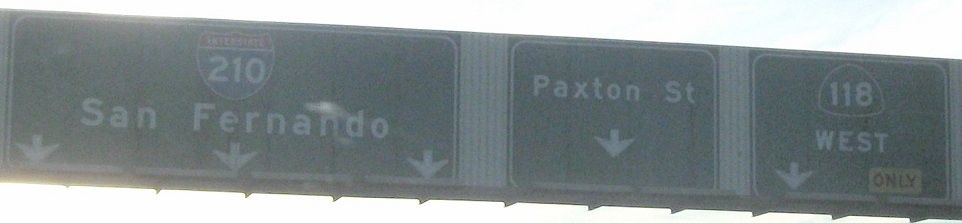 INTERSTATE
210
San Fernando
Paxton St
118
WEST
ONLY